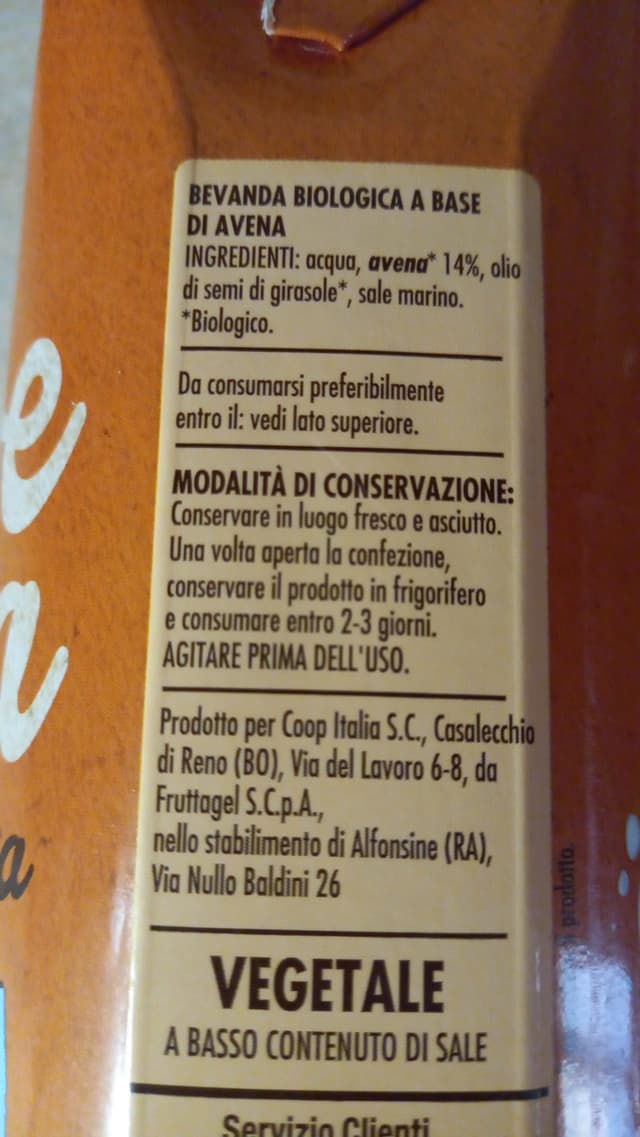 BEVANDA BIOLOGICA A BASE
DI AVENA
INGREDIENTI: acqua, avena* 14%, olio
di semi di girasole*, sale marino.
*Biologico.
Da consumarsi preferibilmente
entro il: vedi lato superiore.
MODALITÀ DI CONSERVAZIONE:
Conservare in luogo fresco e asciutto.
Una volta aperta la confezione,
conservare il prodotto in frigorifero
e consumare entro 2-3 giorni.
AGITARE PRIMA DELL'USO.
Prodotto per Coop Italia S.C., Casalecchio
di Reno (BO), Via del Lavoro 6-8, da
Fruttagel S.C.p.A.,
nello stabilimento di Alfonsine (RA),
Via Nullo Baldini 26
VEGETALE
A BASSO CONTENUTO DI SALE
Servizio Clienti
prodotto.